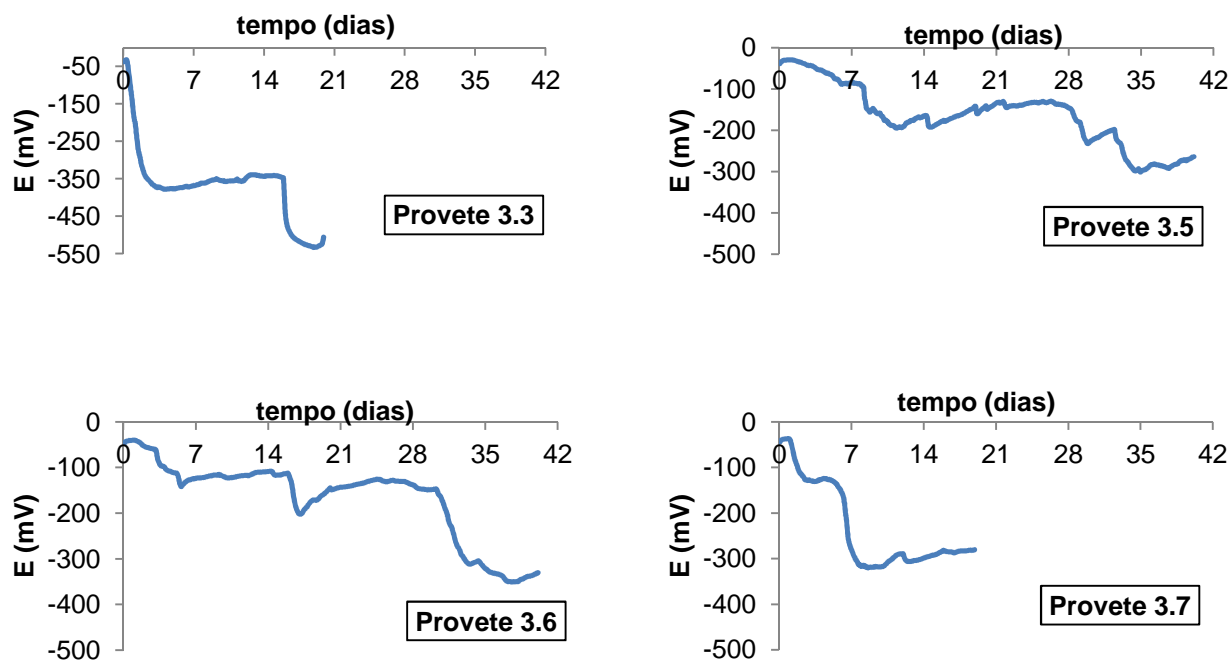 tempo (dias)
-50
-150
-250
-350
-450
-550
0 7 14 21 28 35 42
E (mV)
Provete 3.3
tempo (dias)
0
-100
-200
-300
-400
-500
0 7 14 21 28 35 42
E (mV)
Provete 3.5
tempo (dias)
0
-100
-200
-300
-400
-500
0 7 14 21 28 35 42
E (mV)
Provete 3.6
tempo (dias)
0
-100
-200
-300
-400
-500
0 7 14 21 28 35 42
E (mV)
Provete 3.7